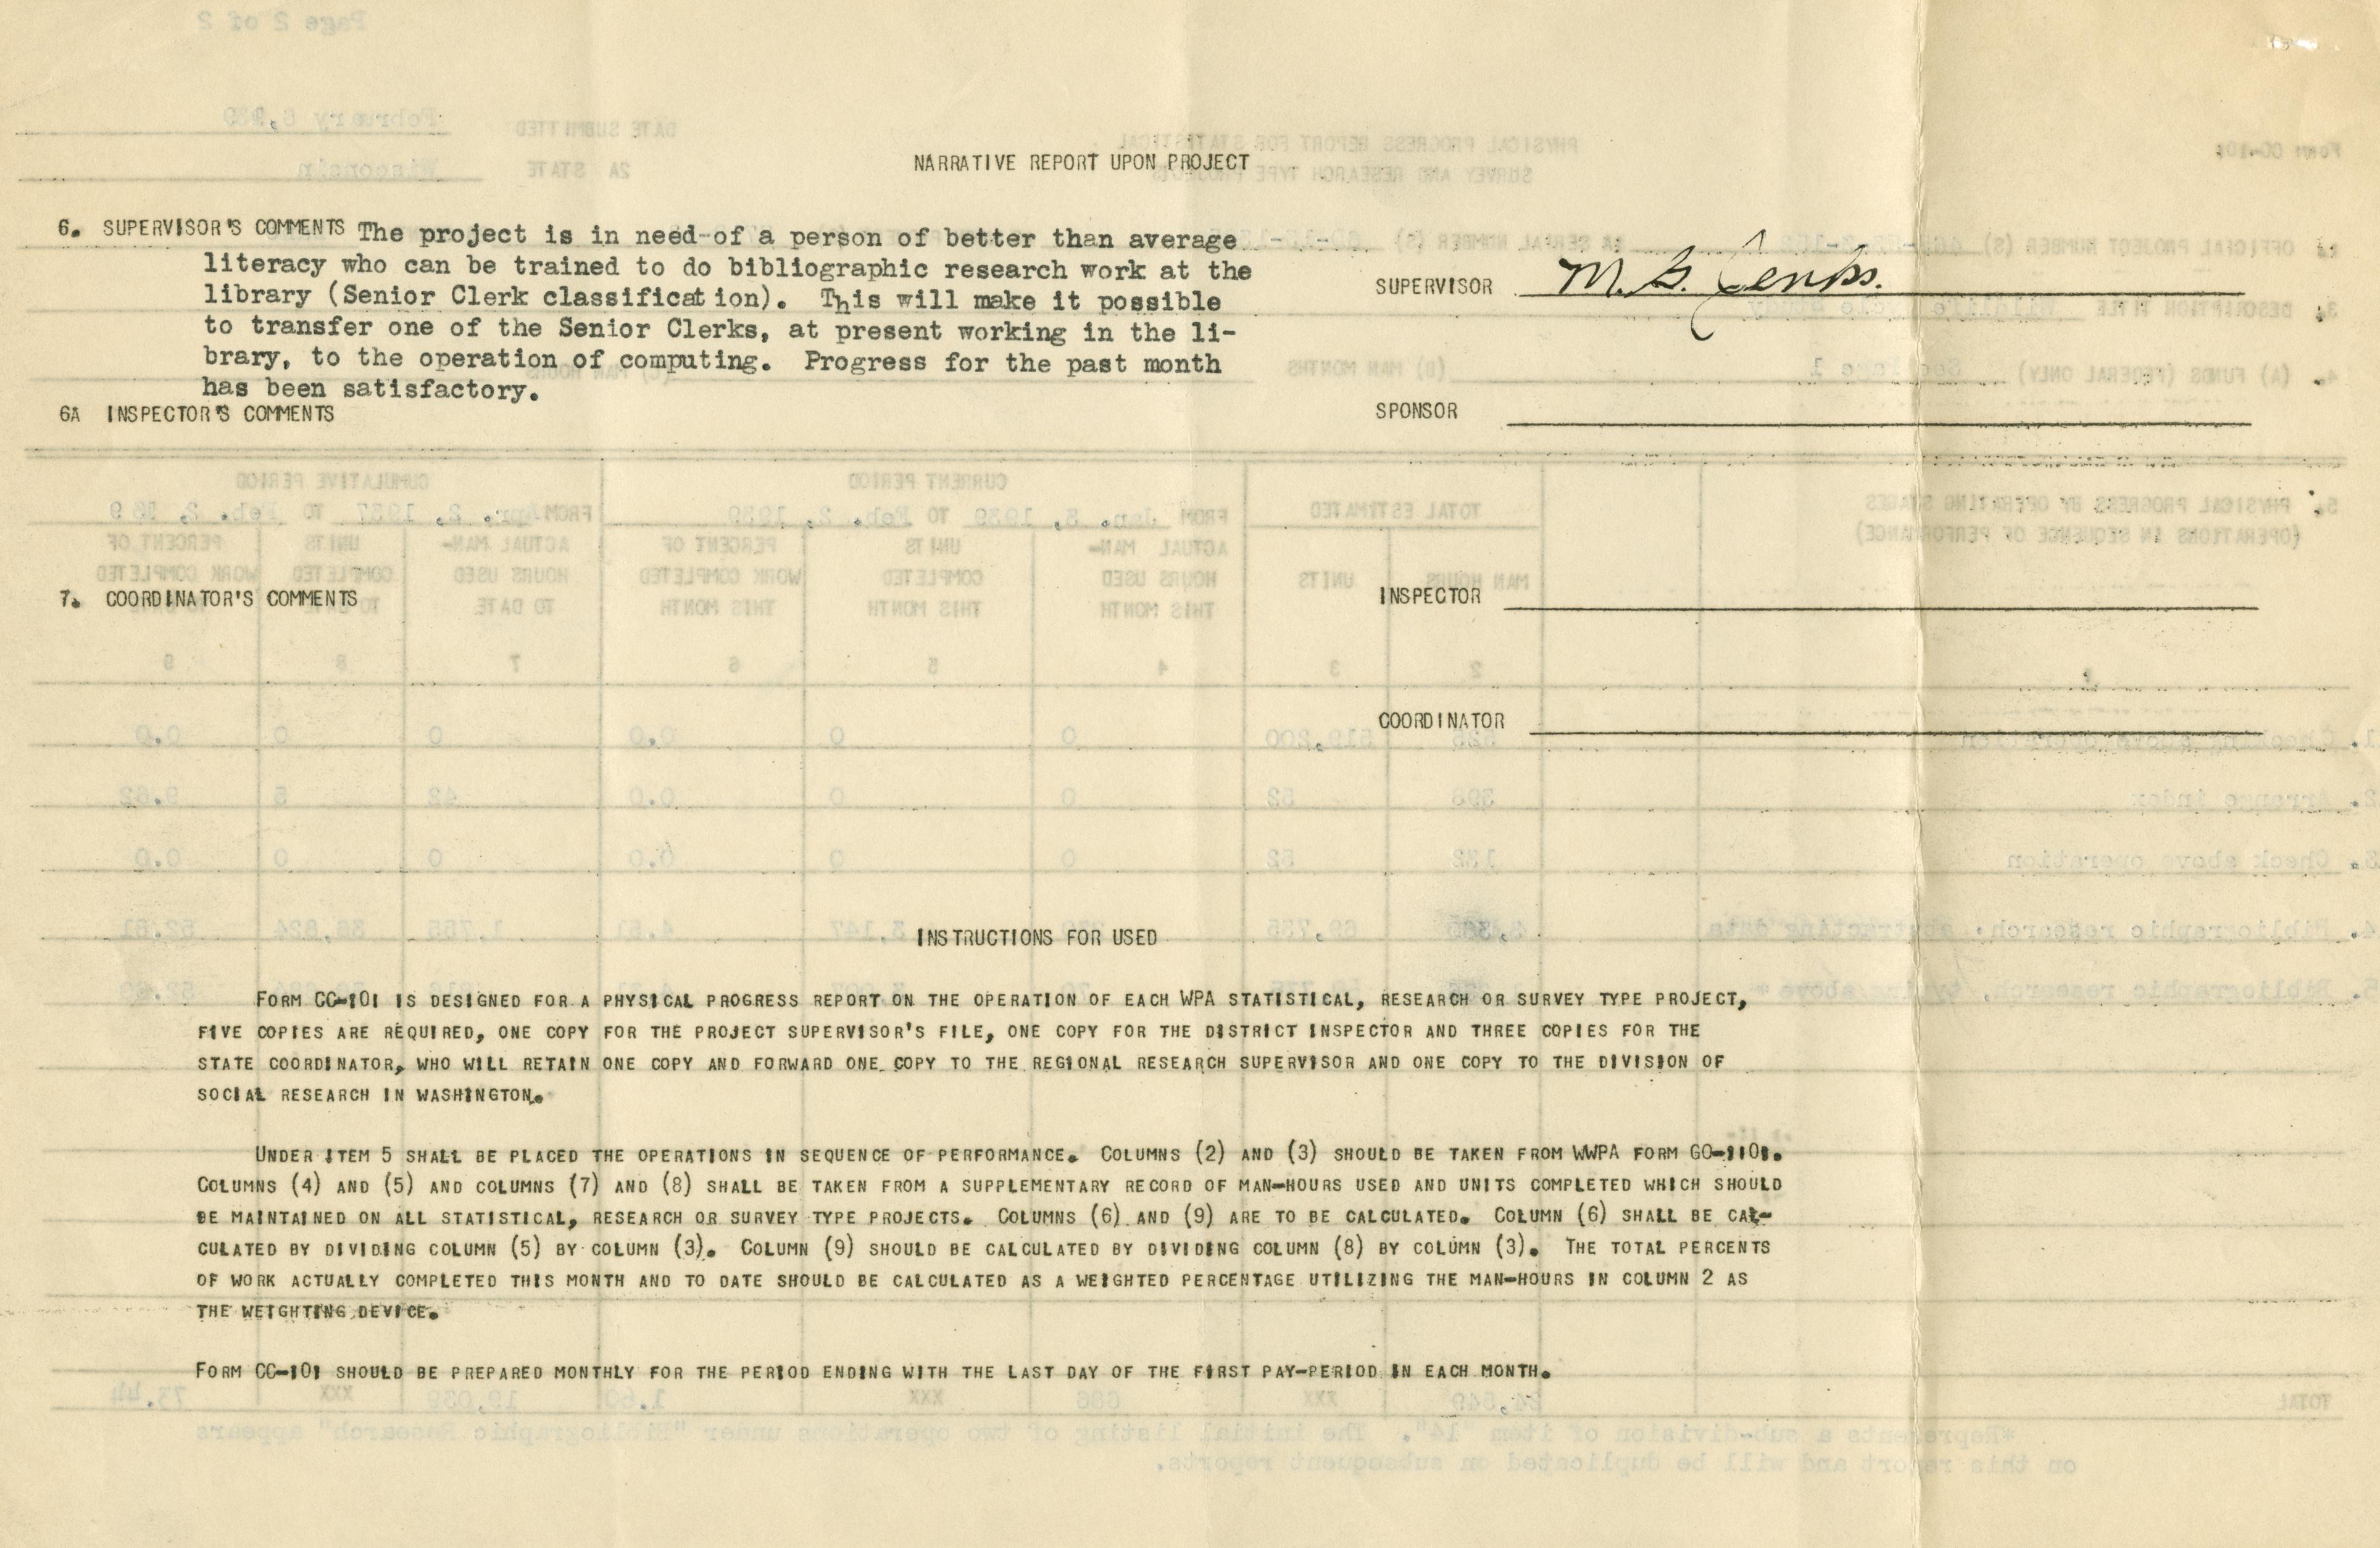 NARRATIVE REPORT UPON PROJECT
6. SUPERVISOR'S COMMENTS The project is in need of a person of better than average
literacy who can be trained to do bibliographic research work at the
library (Senior Clerk classification). This will make it possible
to transfer one of the Senior Clerks, at present working in the li-
brary, to the operation of computing. Progress for the past month
has been satisfactory.
SUPERVISOR M. G. Jenks.
6A INSPECTOR'S COMMENTS
SPONSOR
7. COORDINATOR'S COMMENTS
INSPECTOR
COORDINATOR
INSTRUCTIONS FOR USED
FORM CC-101 IS DESIGNED FOR A PHYSICAL PROGRESS REPORT ON THE OPERATION OF EACH WPA STATISTICAL, RESEARCH OR SURVEY TYPE PROJECT,
FIVE COPIES ARE REQUIRED, ONE COPY FOR THE PROJECT SUPERVISOR'S FILE, ONE COPY FOR THE DISTRICT INSPECTOR AND THREE COPIES FOR THE
STATE COORDINATOR, WHO WILL RETAIN ONE COPY AND FORWARD ONE COPY TO THE REGIONAL RESEARCH SUPERVISOR AND ONE COPY TO THE DIVISION OF
SOCIAL RESEARCH IN WASHINGTON.
UNDER ITEM 5 SHALL BE PLACED THE OPERATIONS IN SEQUENCE OF PERFORMANCE. COLUMNS (2) AND (3) SHOULD BE TAKEN FROM WWPA FORM GO-1101.
COLUMNS (4) AND (5) AND COLUMNS (7) AND (8) SHALL BE TAKEN FROM A SUPPLEMENTARY RECORD OF MAN-HOURS USED AND UNITS COMPLETED WHICH SHOULD
BE MAINTAINED ON ALL STATISTICAL, RESEARCH OR SURVEY TYPE PROJECTS. COLUMNS (6) AND (9) ARE TO BE CALCULATED. COLUMN (6) SHALL BE CAL-
CULATED BY DIVIDING COLUMN (5) BY COLUMN (3). COLUMN (9) SHOULD BE CALCULATED BY DIVIDING COLUMN (8) BY COLUMN (3). THE TOTAL PERCENTS
OF WORK ACTUALLY COMPLETED THIS MONTH AND TO DATE SHOULD BE CALCULATED AS A WEIGHTED PERCENTAGE UTILIZING THE MAN-HOURS IN COLUMN 2 AS
THE WEIGHTING DEVICE.
FORM CC-101 SHOULD BE PREPARED MONTHLY FOR THE PERIOD ENDING WITH THE LAST DAY OF THE FIRST PAY-PERIOD IN EACH MONTH.